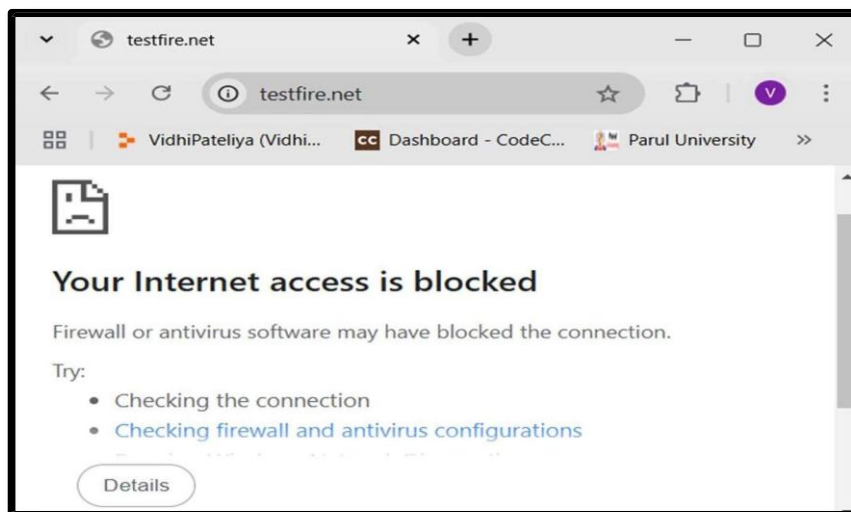 testfire.net
testfire.net
VidhiPateliya (Vidhi...
CC Dashboard - CodeC...
Parul University
V
Your Internet access is blocked
Firewall or antivirus software may have blocked the connection.
Try:
• Checking the connection
• Checking firewall and antivirus configurations
Details